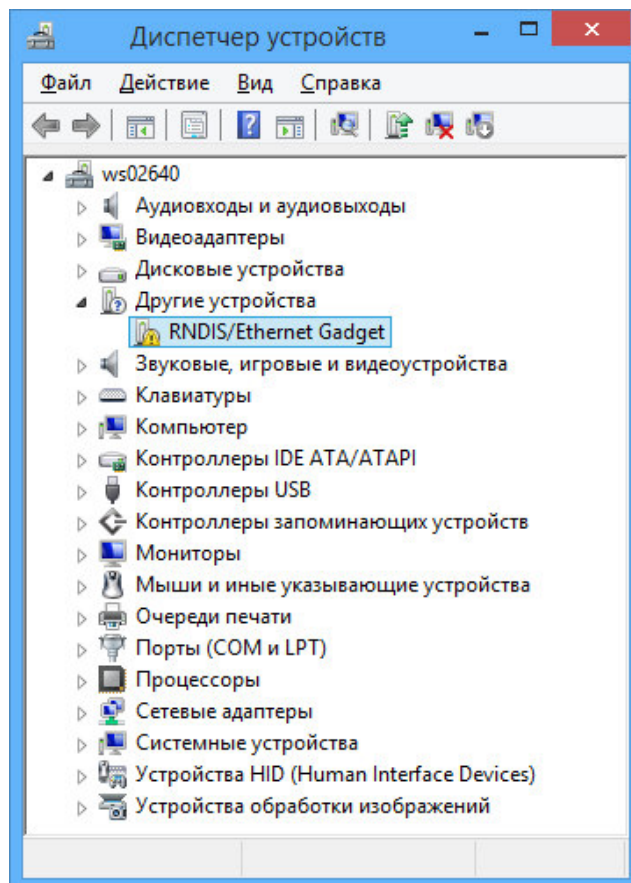 Диспетчер устройств
Файл Действие Вид Справка
ws02640
Аудиовходы и аудиовыходы
Видеоадаптеры
Дисковые устройства
Другие устройства
RNDIS/Ethernet Gadget
Звуковые, игровые и видеоустройства
Клавиатуры
Компьютер
Контроллеры IDE ATA/ATAPI
Контроллеры USB
Контроллеры запоминающих устройств
Мониторы
Мыши и иные указывающие устройства
Очереди печати
Порты (COM и LPT)
Процессоры
Сетевые адаптеры
Системные устройства
Устройства HID (Human Interface Devices)
Устройства обработки изображений